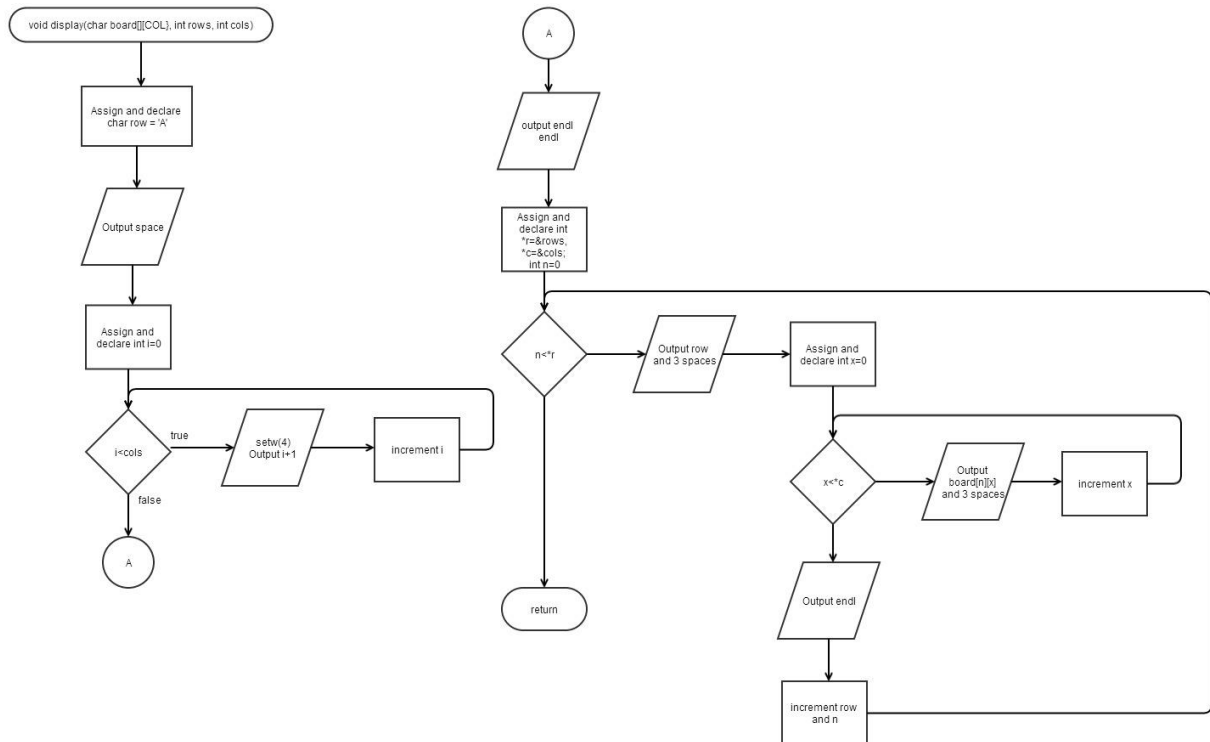 void display(char board[][COL}, int rows, int cols)
Assign and declare
char row = 'A'
Output space
Assign and
declare int i=0
i<cols
true
setw(4)
Output i+1
increment i
false
A
A
output endl
endl
Assign and
declare int
*r=&rows,
*c=&cols;
int n=0
n<*r
Output row
and 3 spaces
Assign and
declare int x=0
x<*c
Output
board[n][x]
and 3 spaces
increment x
Output endl
increment row
and n
return